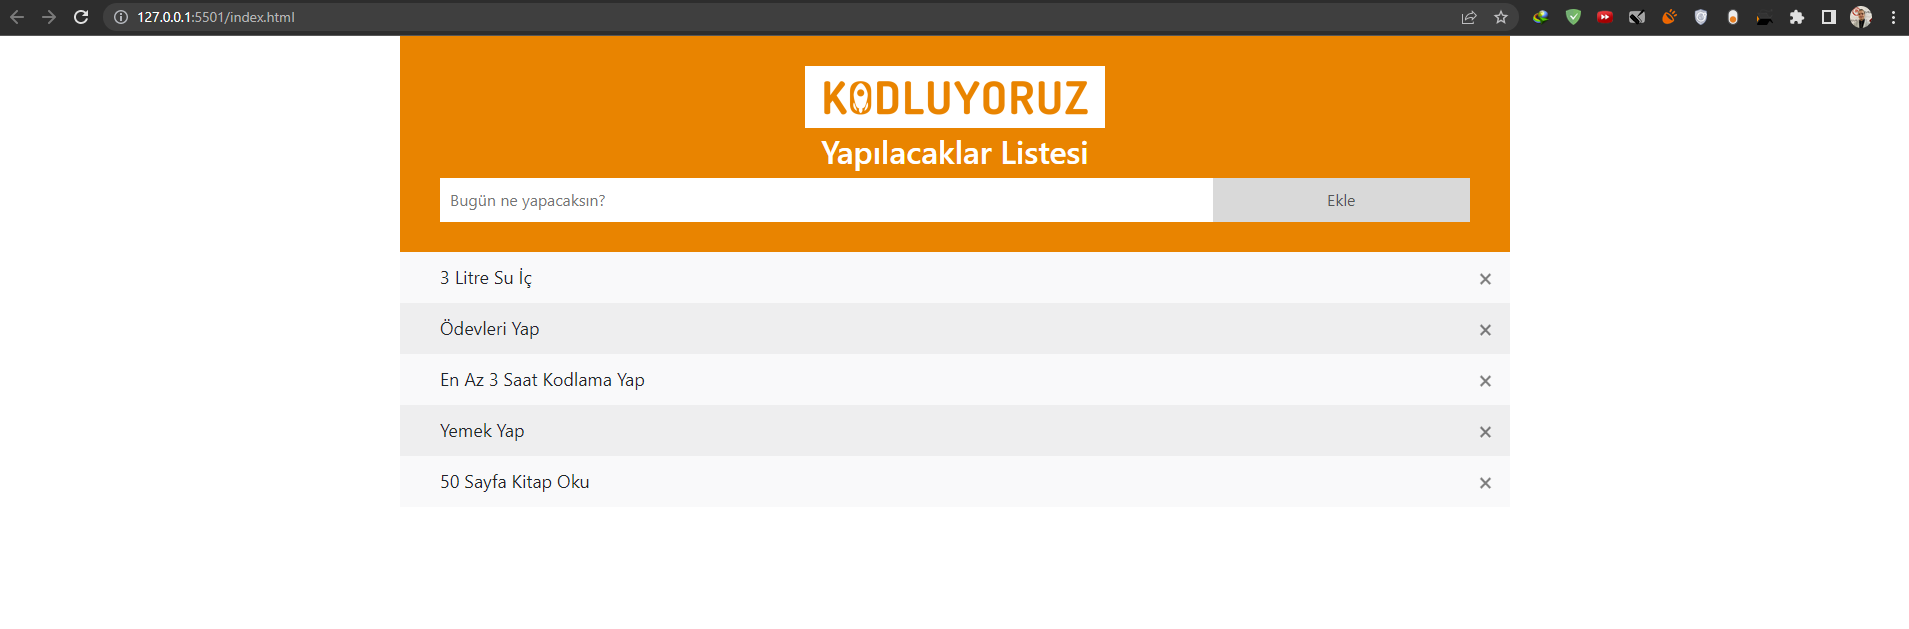 127.0.0.1:5501/index.html
KODLUYORUZ
Yapılacaklar Listesi
Bugün ne yapacaksın?
Ekle
3 Litre Su İç
Ödevleri Yap
En Az 3 Saat Kodlama Yap
Yemek Yap
50 Sayfa Kitap Oku